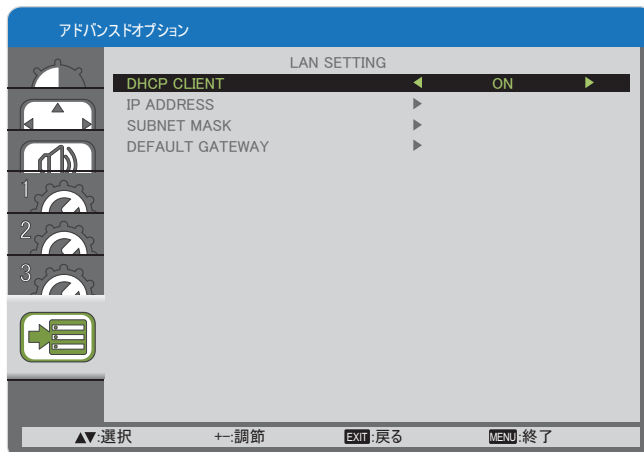 アドバンスドオプション
LAN SETTING
DHCP CLIENT ON
IP ADDRESS
SUBNET MASK
DEFAULT GATEWAY
1
2
3
▲▼:選択 +-:調節 EXIT:戻る MENU:終了